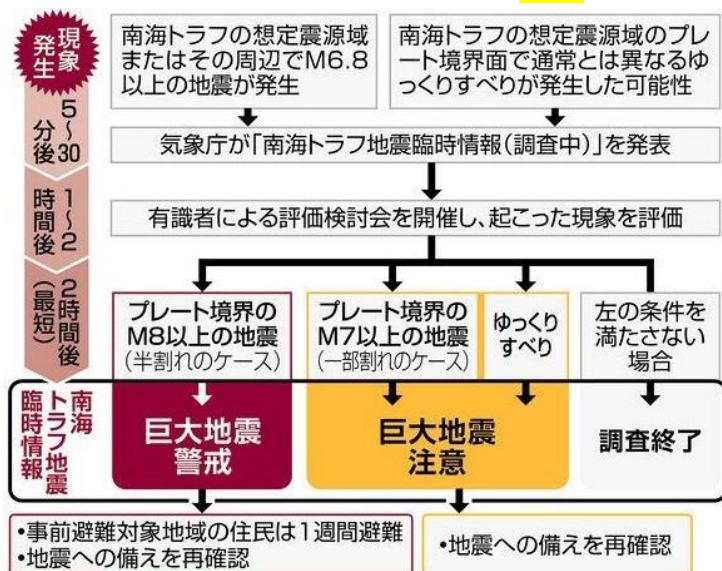 現象
発生
5〜30
分後
1〜2
時間後
2時間後
(最短)
南海トラフの想定震源域
またはその周辺でM6.8
以上の地震が発生
南海トラフの想定震源域のプレ
ート境界面で通常とは異なるゆ
っくりすべりが発生した可能性
気象庁が「南海トラフ地震臨時情報(調査中)」を発表
有識者による評価検討会を開催し、起こった現象を評価
プレート境界の
M8以上の地震
(半割れのケース)
プレート境界の
M7以上の地震
(一部割れのケース)
ゆっくり
すべり
左の条件を
満たさない
場合
南海
トラフ地震
臨時情報
巨大地震
警戒
巨大地震
注意
調査終了
•事前避難対象地域の住民は1週間避難
•地震への備えを再確認
•地震への備えを再確認